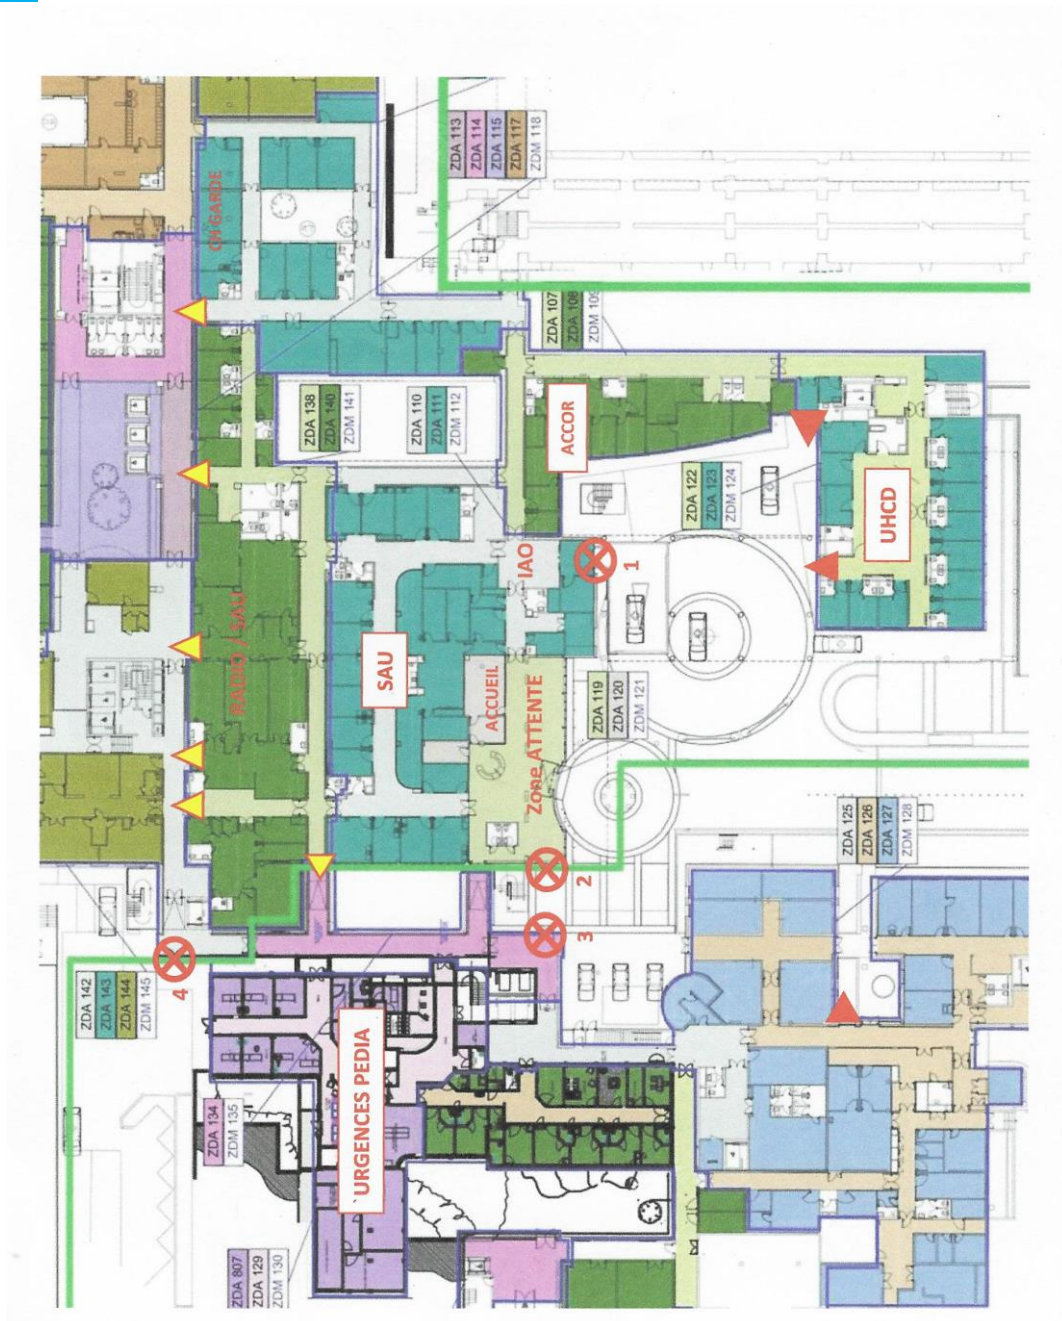 ZDA 113
ZDA 114
ZDA 115
ZDA 117
ZDM 118
CH GARDE
ZDA 107
ZDA 108
ZDM 109
ZDA 138
ZDA 140
ZDM 141
ZDA 110
ZDA 111
ZDM 112
ACCOR
ZDA 122
ZDA 123
ZDM 124
UHCD
IAO
1
RADIO / SAU
SAU
ACCUEIL
Zone ATTENTE
ZDA 119
ZDA 120
ZDM 121
ZDA 125
ZDA 126
ZDA 127
ZDM 128
2
3
4
ZDA 142
ZDA 143
ZDA 144
ZDM 145
URGENCES PEDIA
ZDA 134
ZDM 135
ZDA 807
ZDA 129
ZDM 130